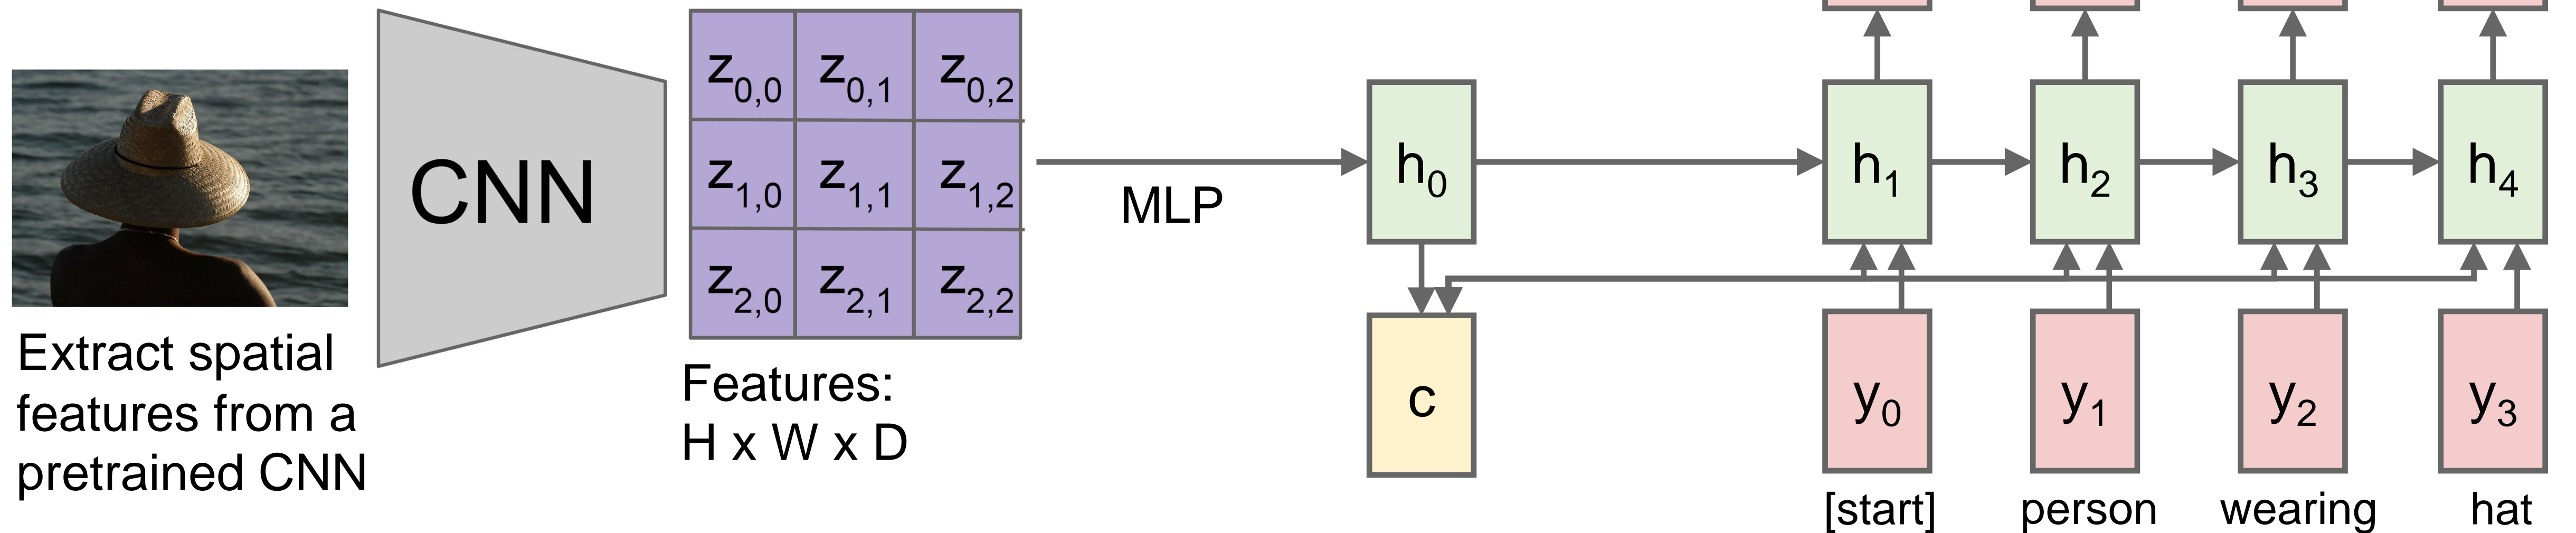 CNN
z0,0 z0,1 z0,2
z1,0 z1,1 z1,2
z2,0 z2,1 z2,2
MLP
h0
h1
h2
h3
h4
Extract spatial
features from a
pretrained CNN
Features:
H x W x D
c
y0
y1
y2
y3
[start]
person
wearing
hat